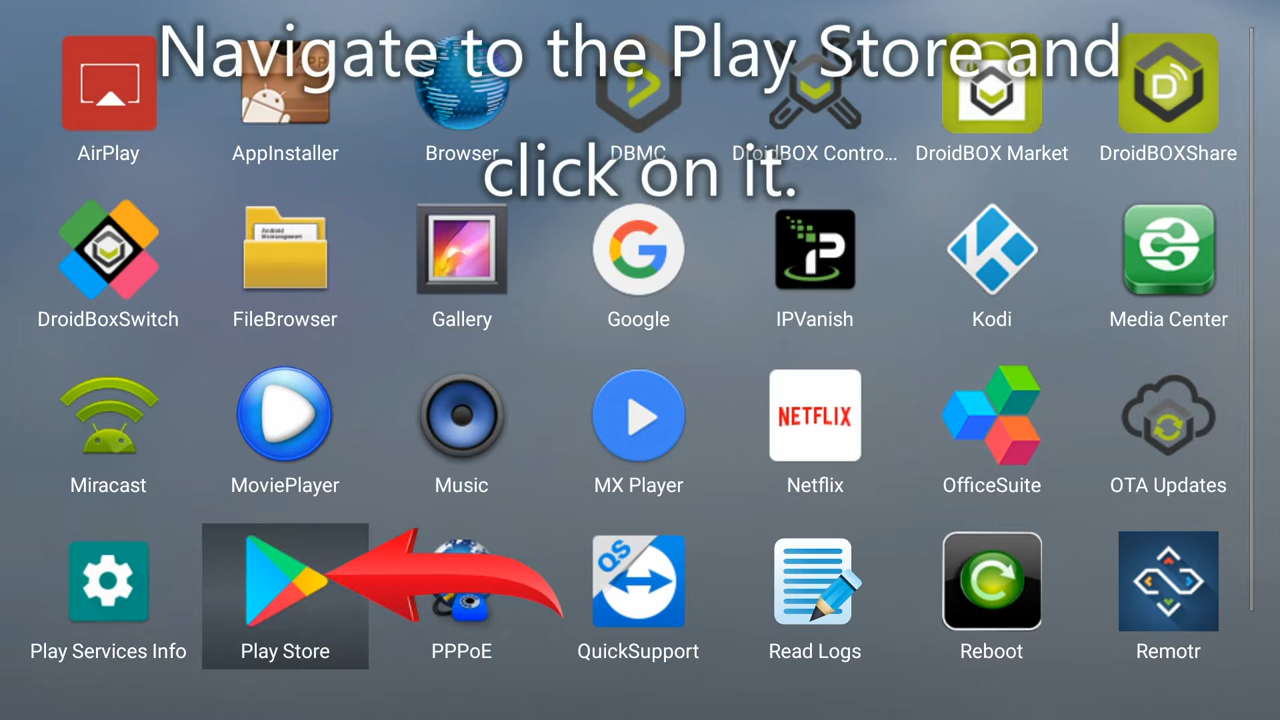 Navigate to the Play Store and
click on it.
AirPlay
AppInstaller
Browser
DBMC
DroidBOX Contro...
DroidBOX Market
DroidBOXShare
DroidBoxSwitch
FileBrowser
Gallery
Google
IPVanish
Kodi
Media Center
Miracast
MoviePlayer
Music
MX Player
NETFLIX
Netflix
OfficeSuite
OTA Updates
Play Services Info
Play Store
PPPoE
QS
QuickSupport
Read Logs
Reboot
Remotr